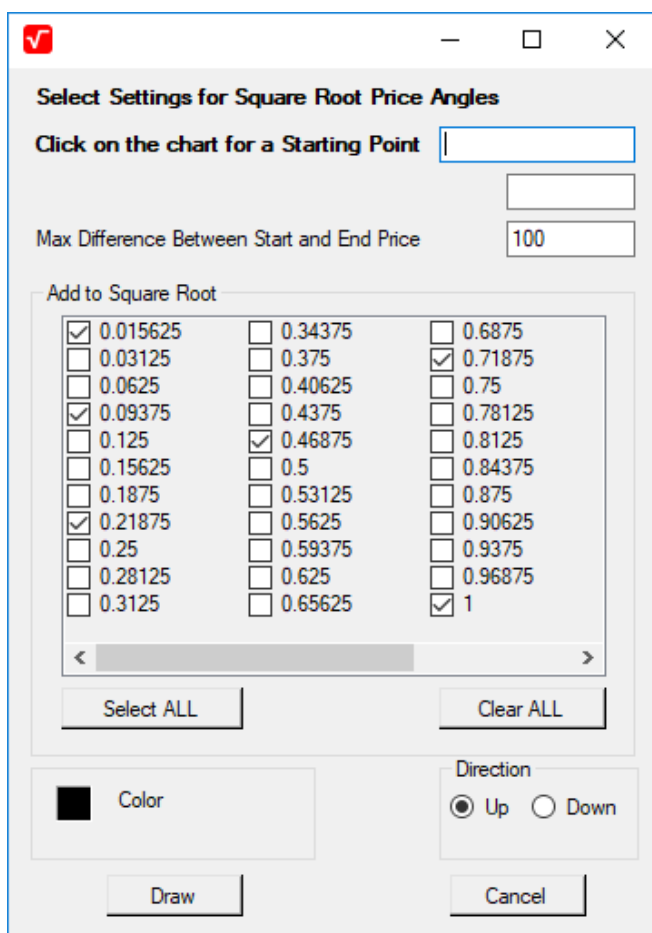 Select Settings for Square Root Price Angles
Click on the chart for a Starting Point
Max Difference Between Start and End Price 100
Add to Square Root
0.015625 0.34375 0.6875
0.03125 0.375 0.71875
0.0625 0.40625 0.75
0.09375 0.4375 0.78125
0.125 0.46875 0.8125
0.15625 0.5 0.84375
0.1875 0.53125 0.875
0.21875 0.5625 0.90625
0.25 0.59375 0.9375
0.28125 0.625 0.96875
0.3125 0.65625 1
Select ALL Clear ALL
Direction
Color Up Down
Draw Cancel